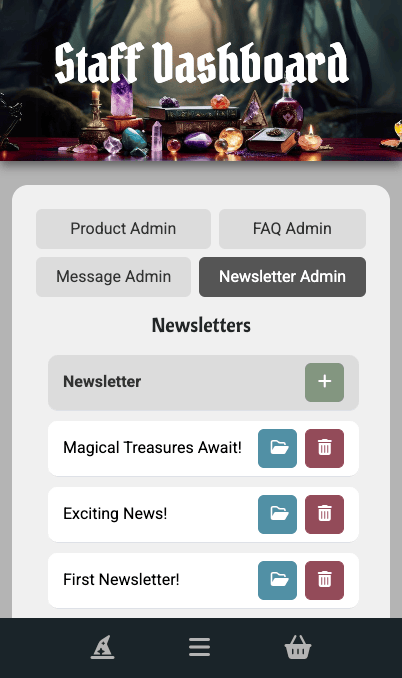 Staff Dashboard
Product Admin
FAQ Admin
Message Admin
Newsletter Admin
Newsletters
Newsletter
Magical Treasures Await!
Exciting News!
First Newsletter!